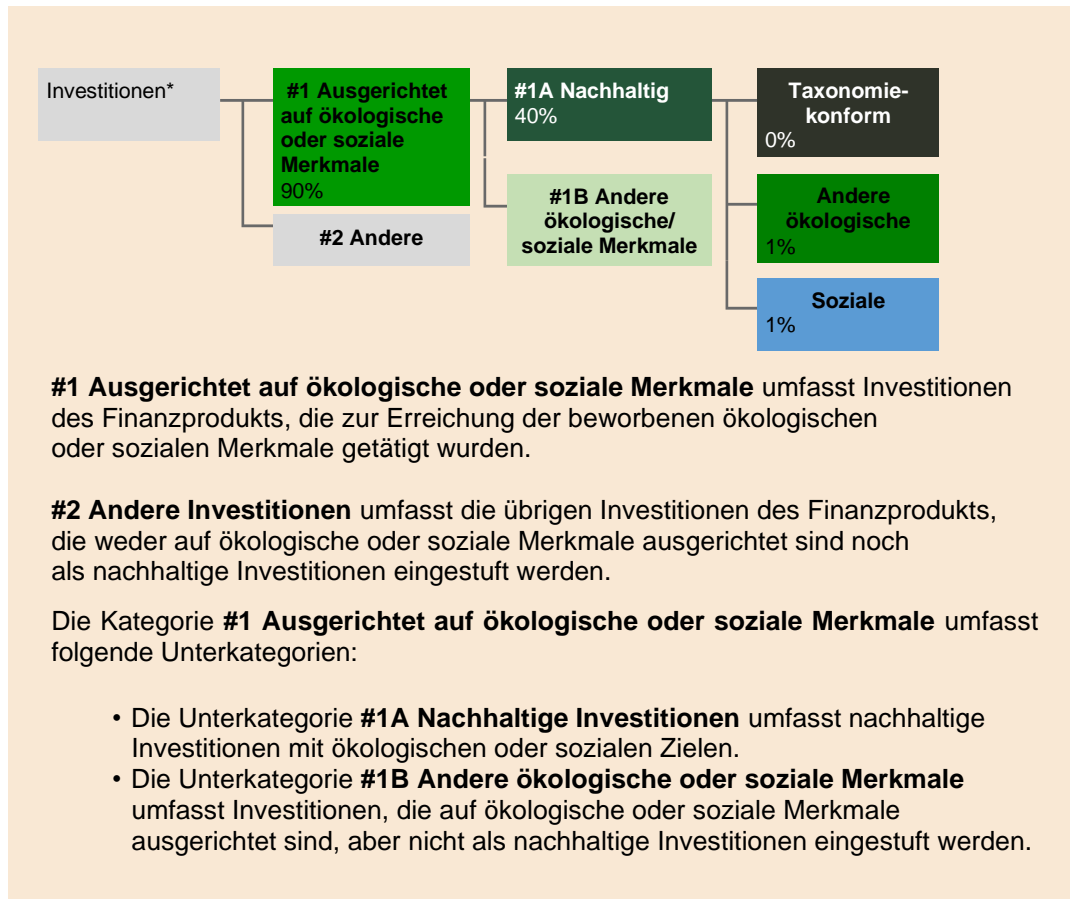 Investitionen*
#1 Ausgerichtet
auf ökologische
oder soziale
Merkmale
90%
#2 Andere
#1A Nachhaltig
40%
#1B Andere
ökologische/
soziale Merkmale
Taxonomie-
konform
0%
Andere
ökologische
1%
Soziale
1%
#1 Ausgerichtet auf ökologische oder soziale Merkmale umfasst Investitionen
des Finanzprodukts, die zur Erreichung der beworbenen ökologischen
oder sozialen Merkmale getätigt wurden.
#2 Andere Investitionen umfasst die übrigen Investitionen des Finanzprodukts,
die weder auf ökologische oder soziale Merkmale ausgerichtet sind noch
als nachhaltige Investitionen eingestuft werden.
Die Kategorie #1 Ausgerichtet auf ökologische oder soziale Merkmale umfasst
folgende Unterkategorien:
• Die Unterkategorie #1A Nachhaltige Investitionen umfasst nachhaltige
Investitionen mit ökologischen oder sozialen Zielen.
• Die Unterkategorie #1B Andere ökologische oder soziale Merkmale
umfasst Investitionen, die auf ökologische oder soziale Merkmale
ausgerichtet sind, aber nicht als nachhaltige Investitionen eingestuft werden.